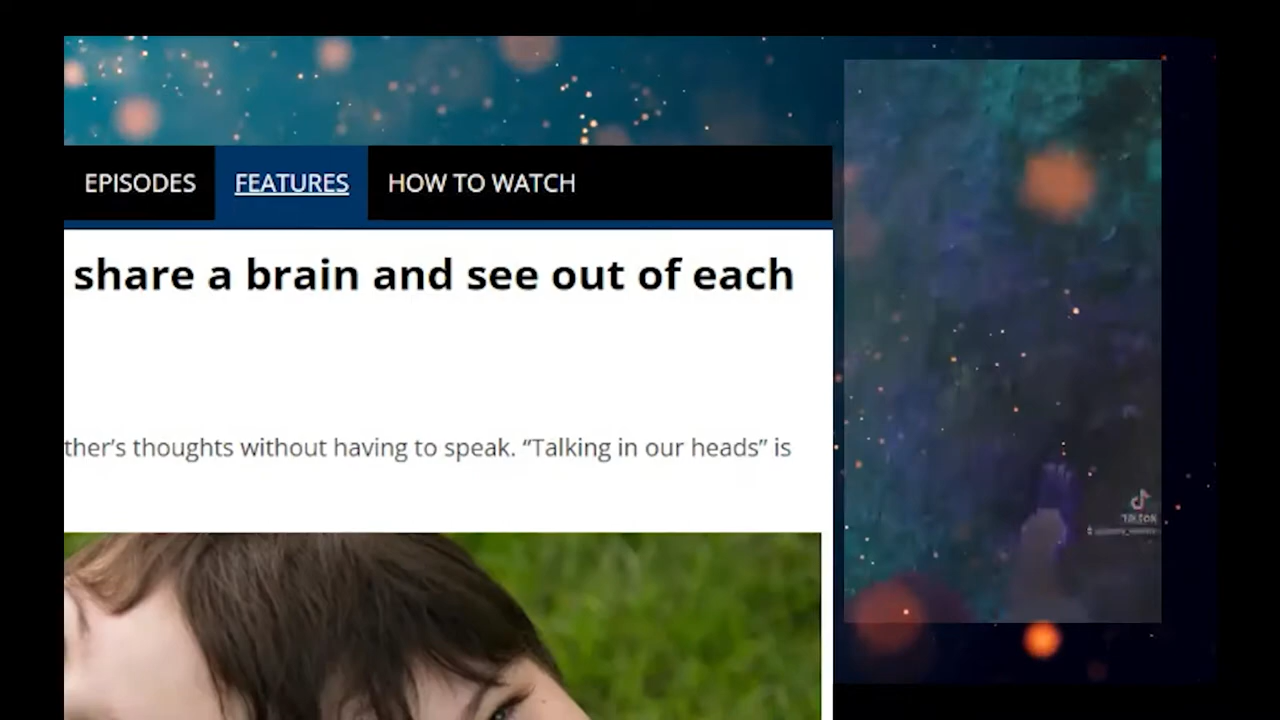 EPISODES FEATURES HOW TO WATCH
share a brain and see out of each
ther's thoughts without having to speak. “Talking in our heads” is
TikTok